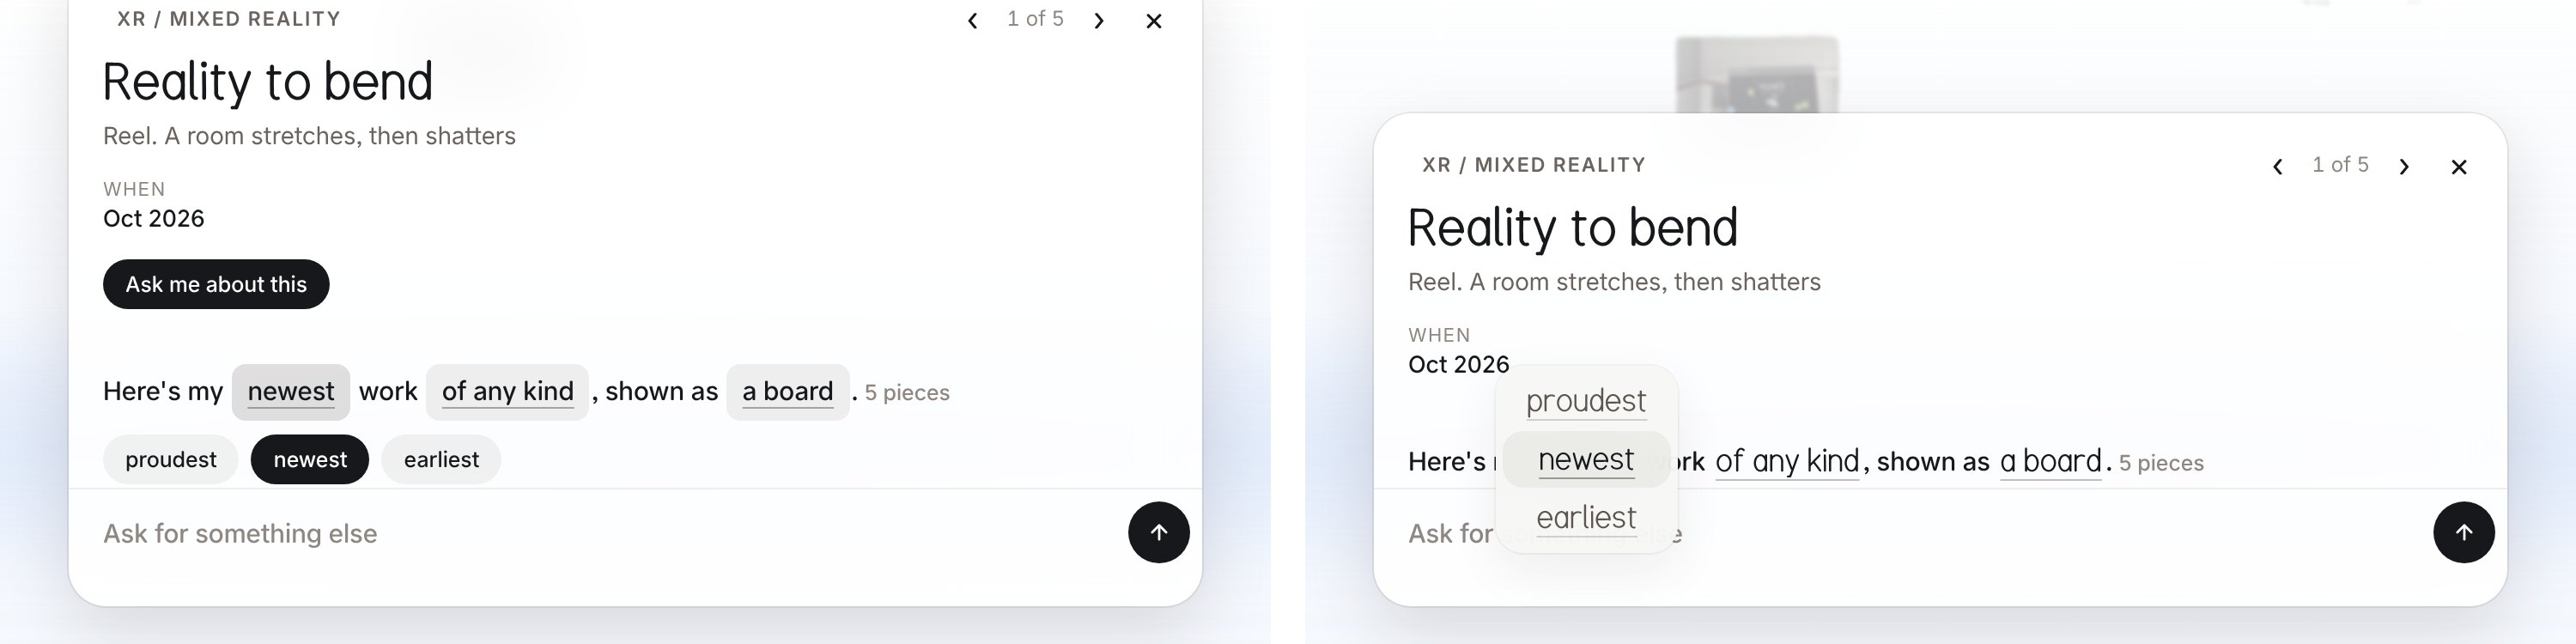 XR / MIXED REALITY
1 of 5
Reality to bend
Reel. A room stretches, then shatters
WHEN
Oct 2026
Ask me about this
Here's my newest work of any kind, shown as a board. 5 pieces
proudest newest earliest
Ask for something else
XR / MIXED REALITY
1 of 5
Reality to bend
Reel. A room stretches, then shatters
WHEN
Oct 2026
proudest
Here's newest of any kind, shown as a board. 5 pieces
earliest
Ask for